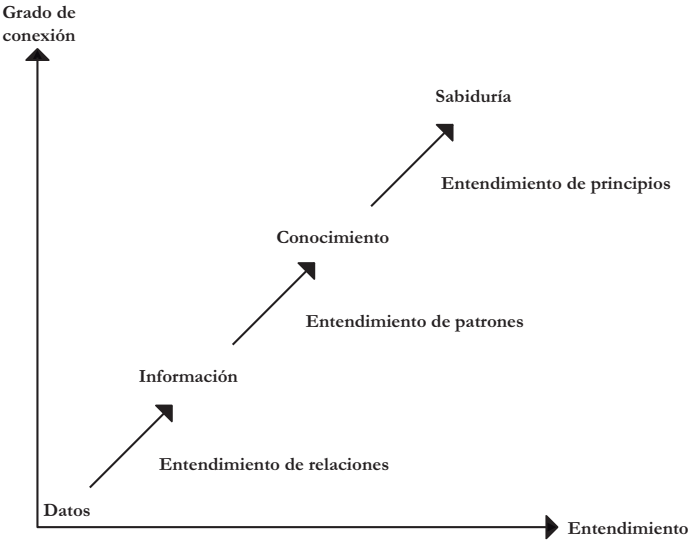 Grado de
conexión
Sabiduría
Entendimiento de principios
Conocimiento
Entendimiento de patrones
Información
Entendimiento de relaciones
Datos
Entendimiento